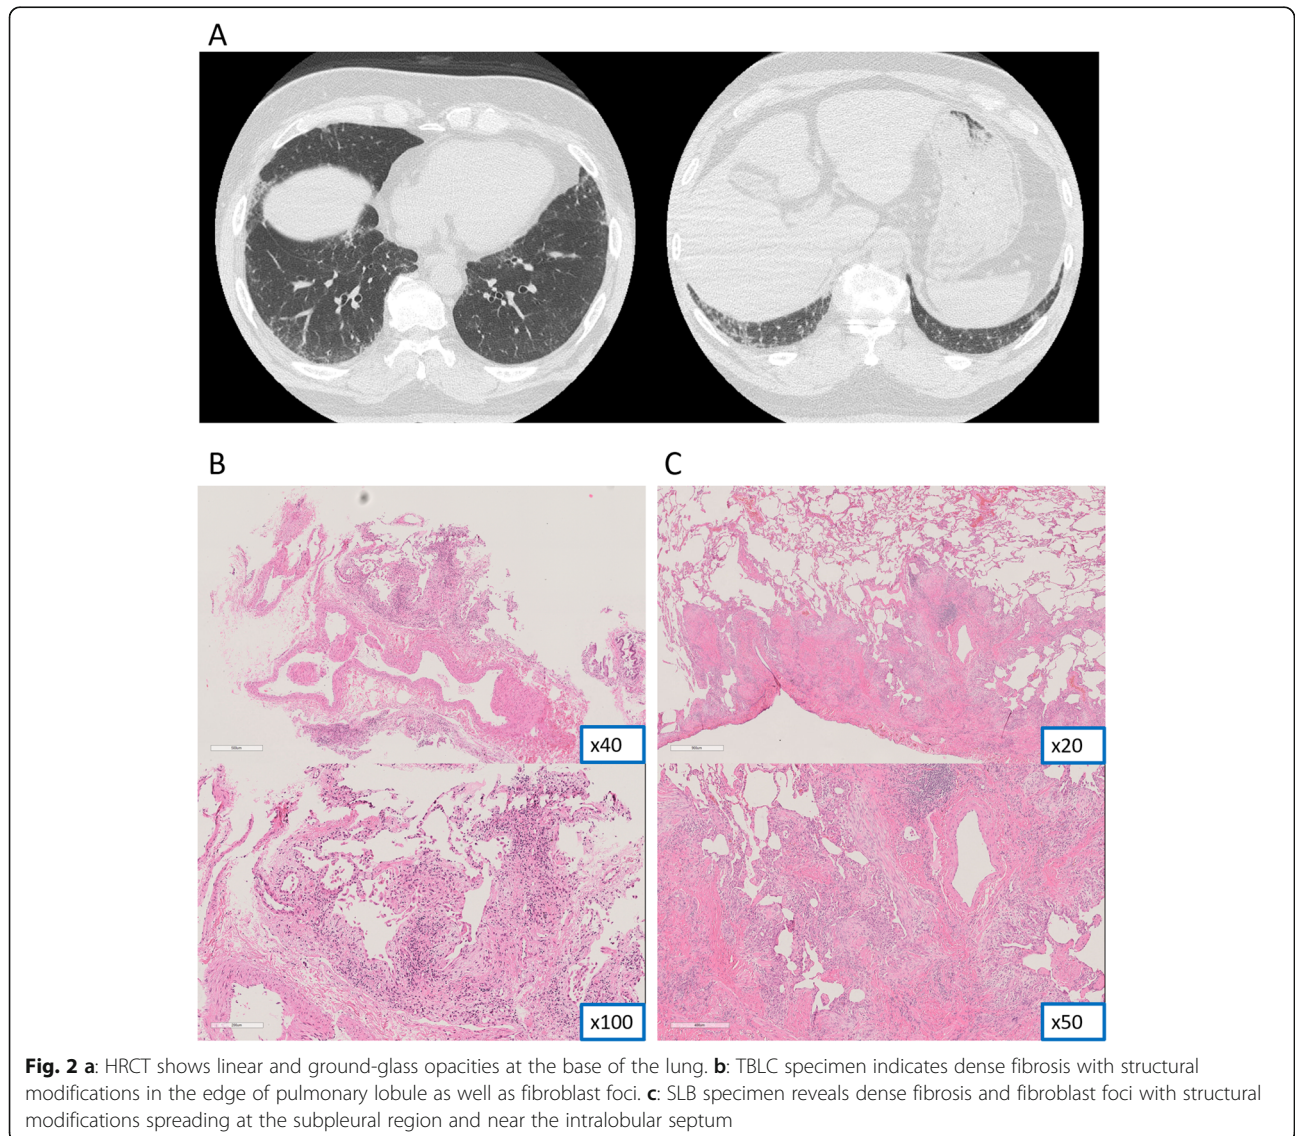 A
B
C
x40
x20
x100
x50
Fig. 2 a: HRCT shows linear and ground-glass opacities at the base of the lung. b: TBLC specimen indicates dense fibrosis with structural
modifications in the edge of pulmonary lobule as well as fibroblast foci. c: SLB specimen reveals dense fibrosis and fibroblast foci with structural
modifications spreading at the subpleural region and near the intralobular septum